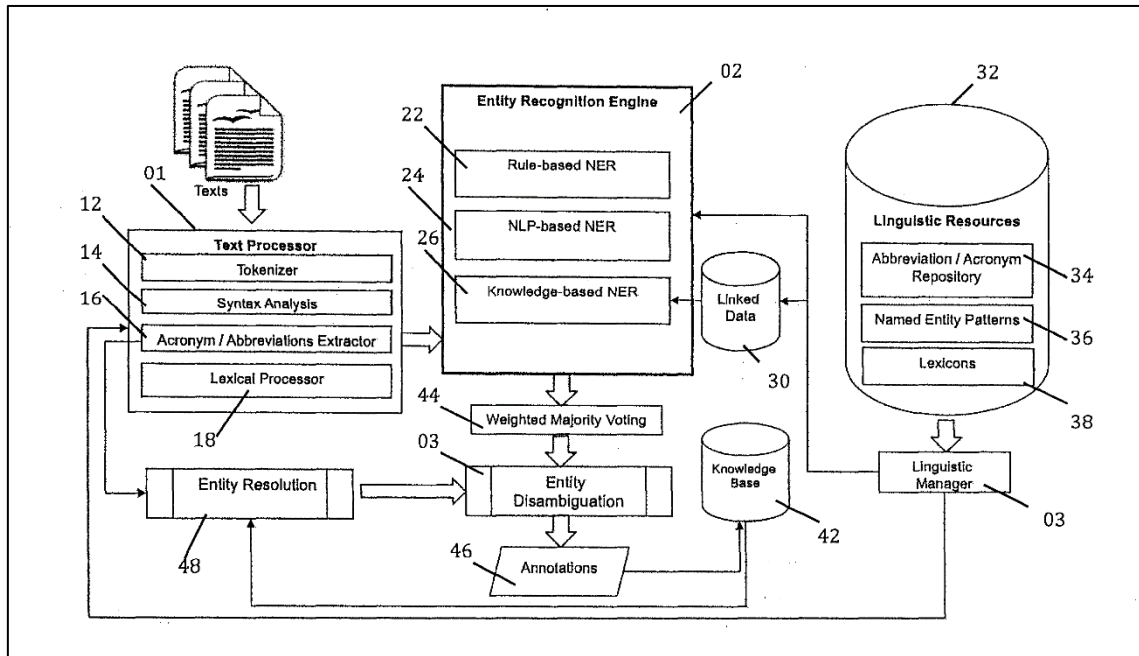 02
32
Entity Recognition Engine
22
01
Rule-based NER
Texts
24
Linguistic Resources
12
Text Processor
NLP-based NER
Abbreviation / Acronym
Repository
34
Tokenizer
26
14
Syntax Analysis
Knowledge-based NER
Linked
Data
Named Entity Patterns
36
16
Acronym / Abbreviations Extractor
Lexicons
Lexical Processor
30
38
44
Weighted Majority Voting
18
03
Knowledge
Base
Linguistic
Manager
Entity Resolution
Entity
Disambiguation
03
42
48
46
Annotations